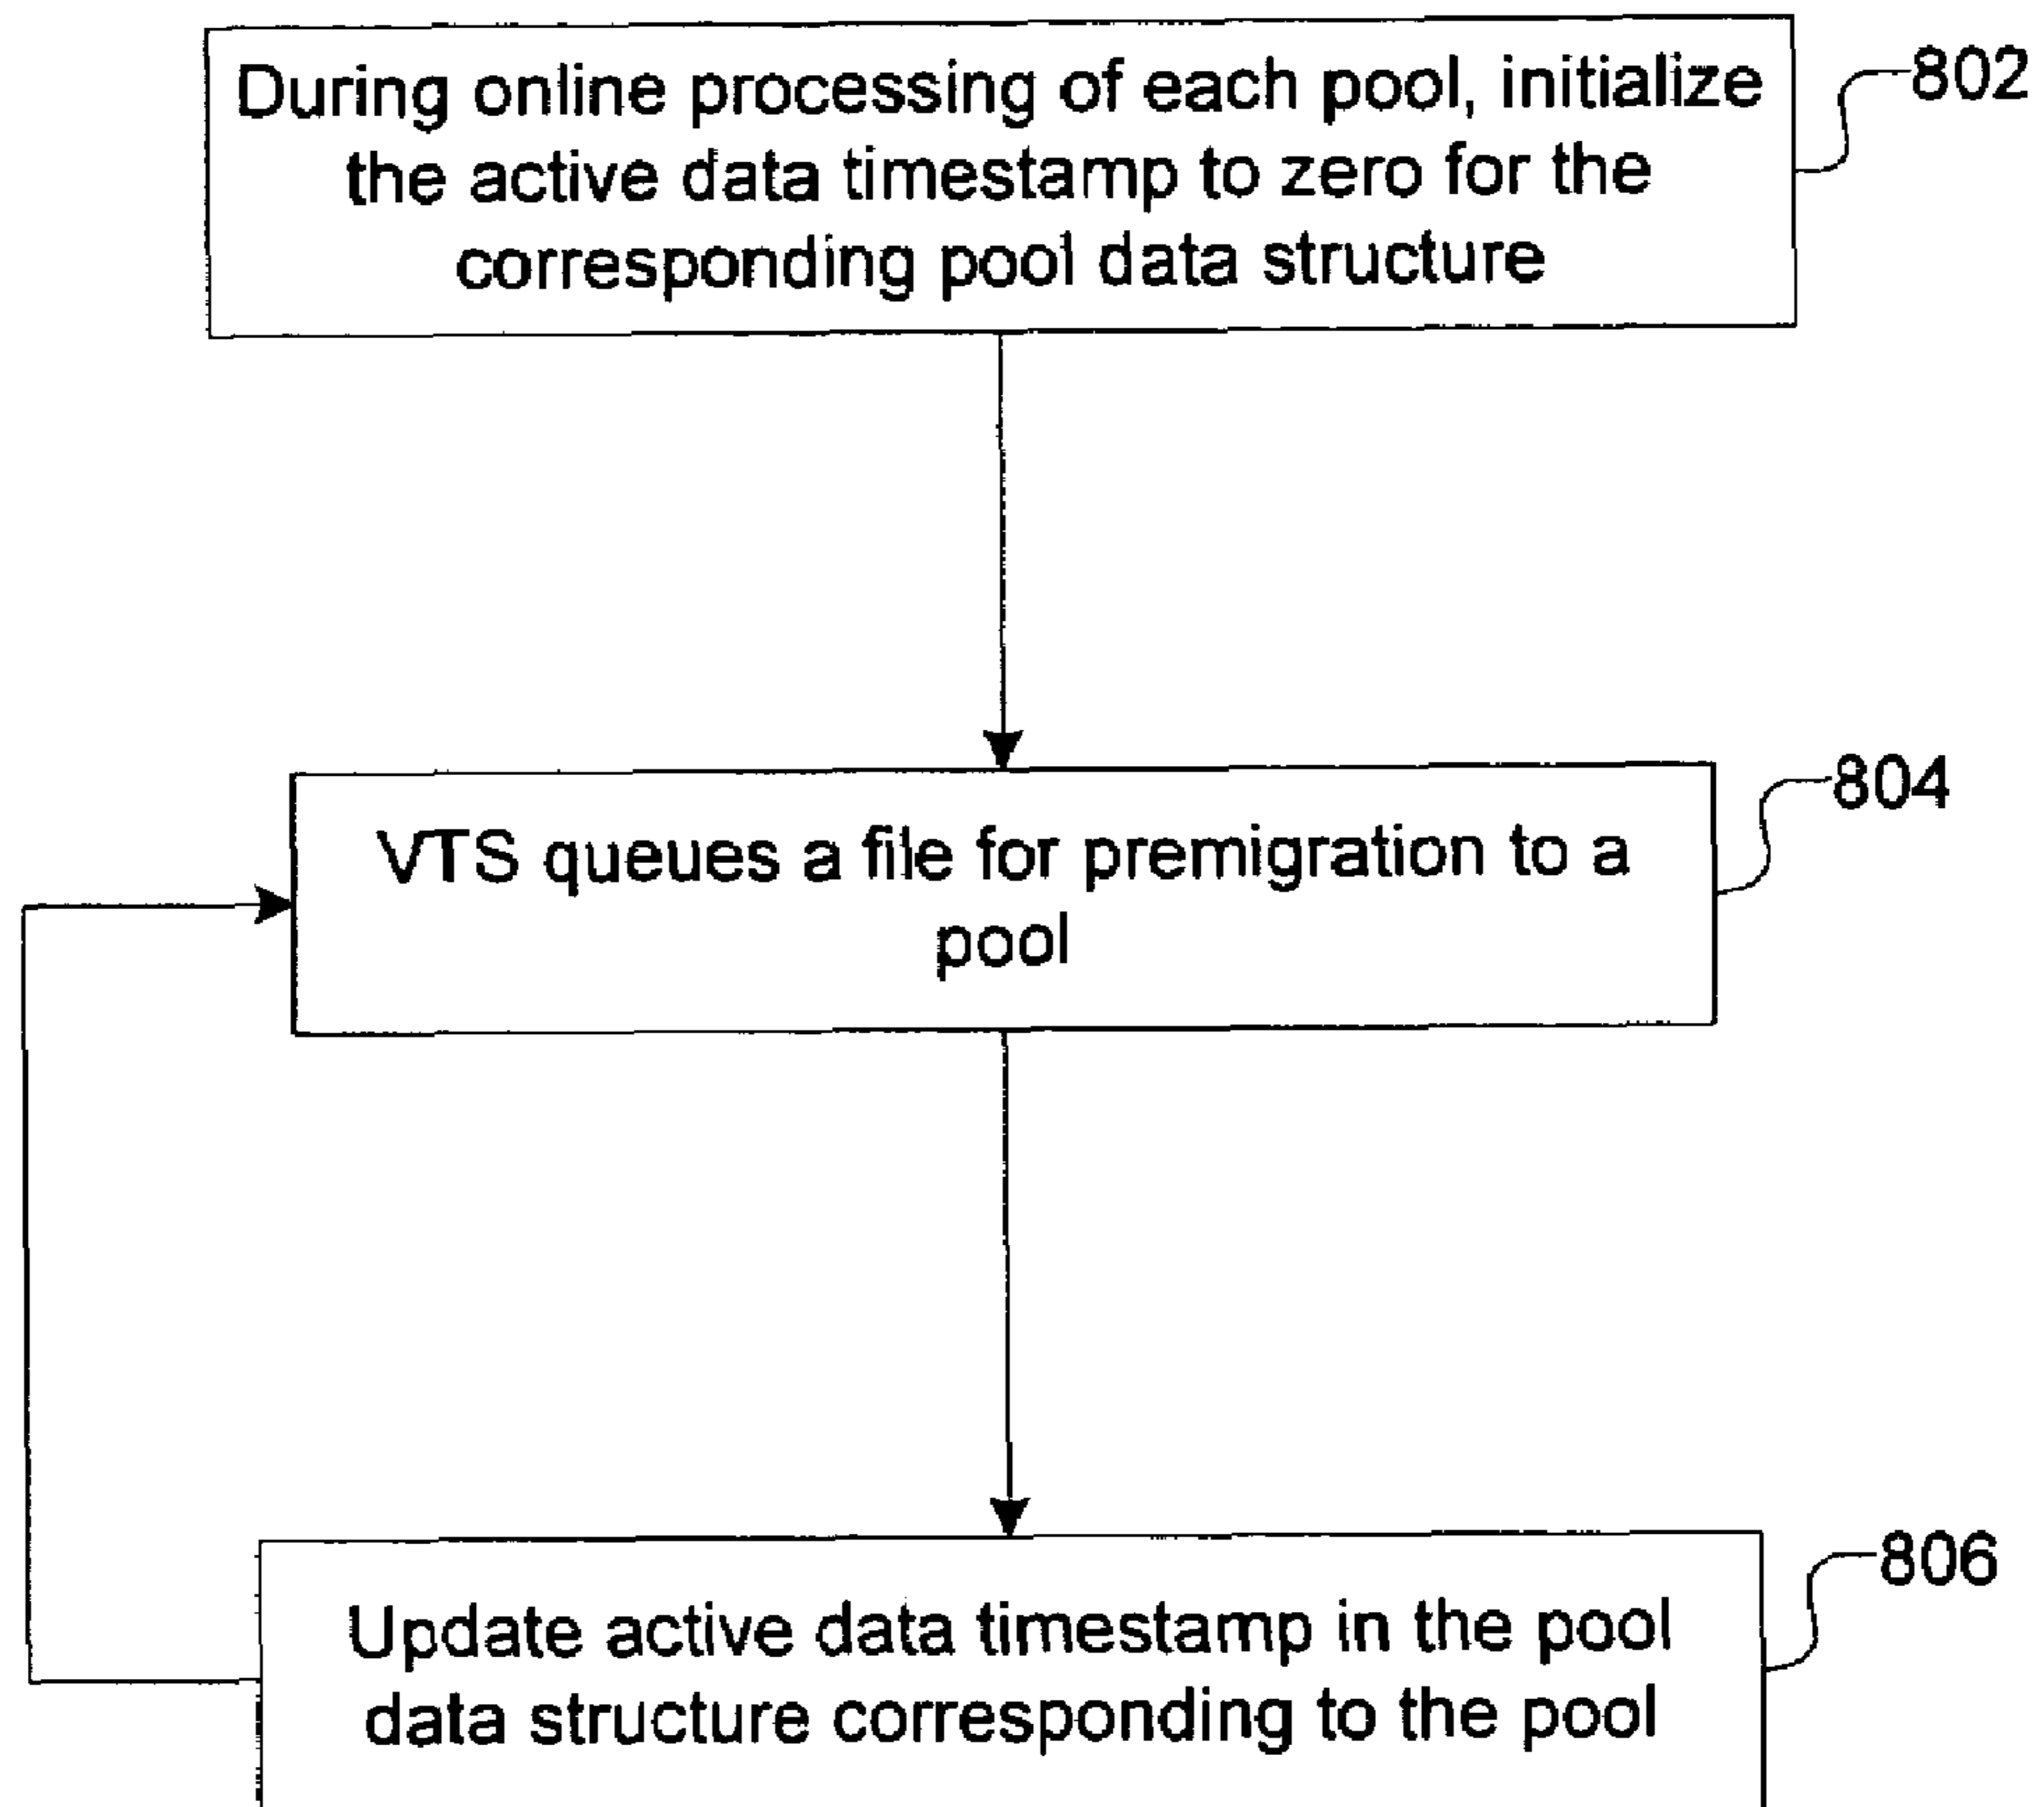 During online processing of each pool, initialize
the active data timestamp to zero for the
corresponding pool data structure
802
VTS queues a file for premigration to a
pool
804
Update active data timestamp in the pool
data structure corresponding to the pool
806